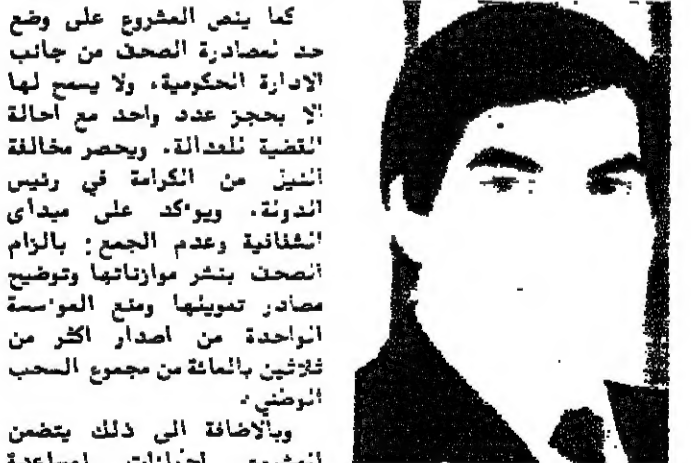 كما ينص المشروع على وضع
حد لمصادرة الصحف من جانب
الادارة الحكومية، ولا يسمح لها
الا بحجز عدد واحد مع احالة
القضية للعدالة. ويحصر مخالفة
النيل من الكرامة في رئيس
الدولة. ويوءكد على مبدأى
الشفافية وعدم الجمع: بالزام
الصحف بنشر موازناتها وتوضيح
مصادر تمويلها ومنع الموءسسة
الواحدة من اصدار اكثر من
ثلاثين بالمائة من مجموع السحب
الوطني.
وبالاضافة الى ذلك يتضمن